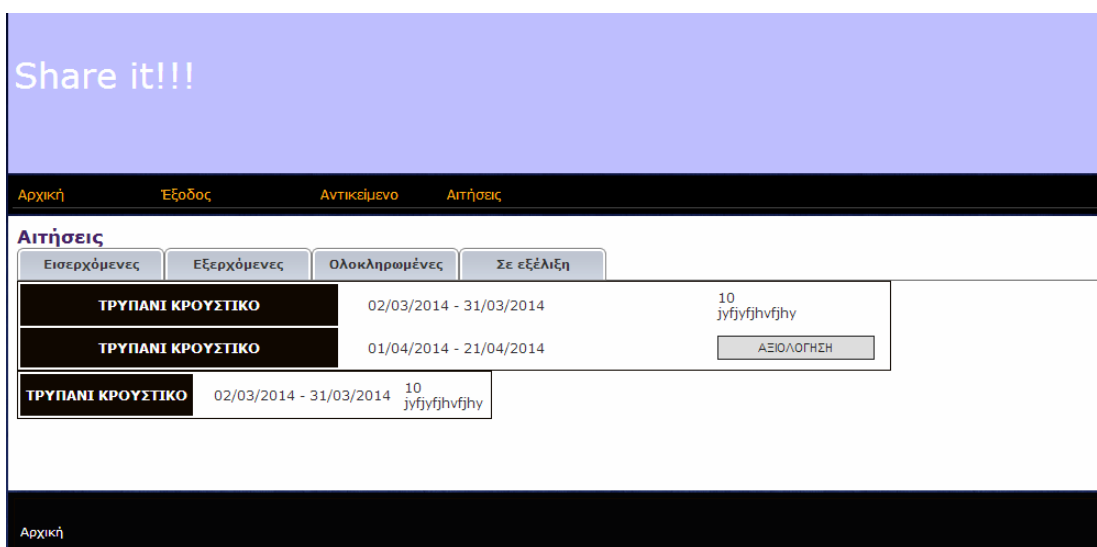 Share it!!!
Αρχική Έξοδος Αντικείμενο Αιτήσεις
Αιτήσεις
Εισερχόμενες Εξερχόμενες Ολοκληρωμένες Σε εξέλιξη
ΤΡΥΠΑΝΙ ΚΡΟΥΣΤΙΚΟ 02/03/2014 - 31/03/2014 10
jyfjyfjhvfjhy
ΤΡΥΠΑΝΙ ΚΡΟΥΣΤΙΚΟ 01/04/2014 - 21/04/2014 ΑΞΙΟΛΟΓΗΣΗ
ΤΡΥΠΑΝΙ ΚΡΟΥΣΤΙΚΟ 02/03/2014 - 31/03/2014 10
jyfjyfjhvfjhy
Αρχική